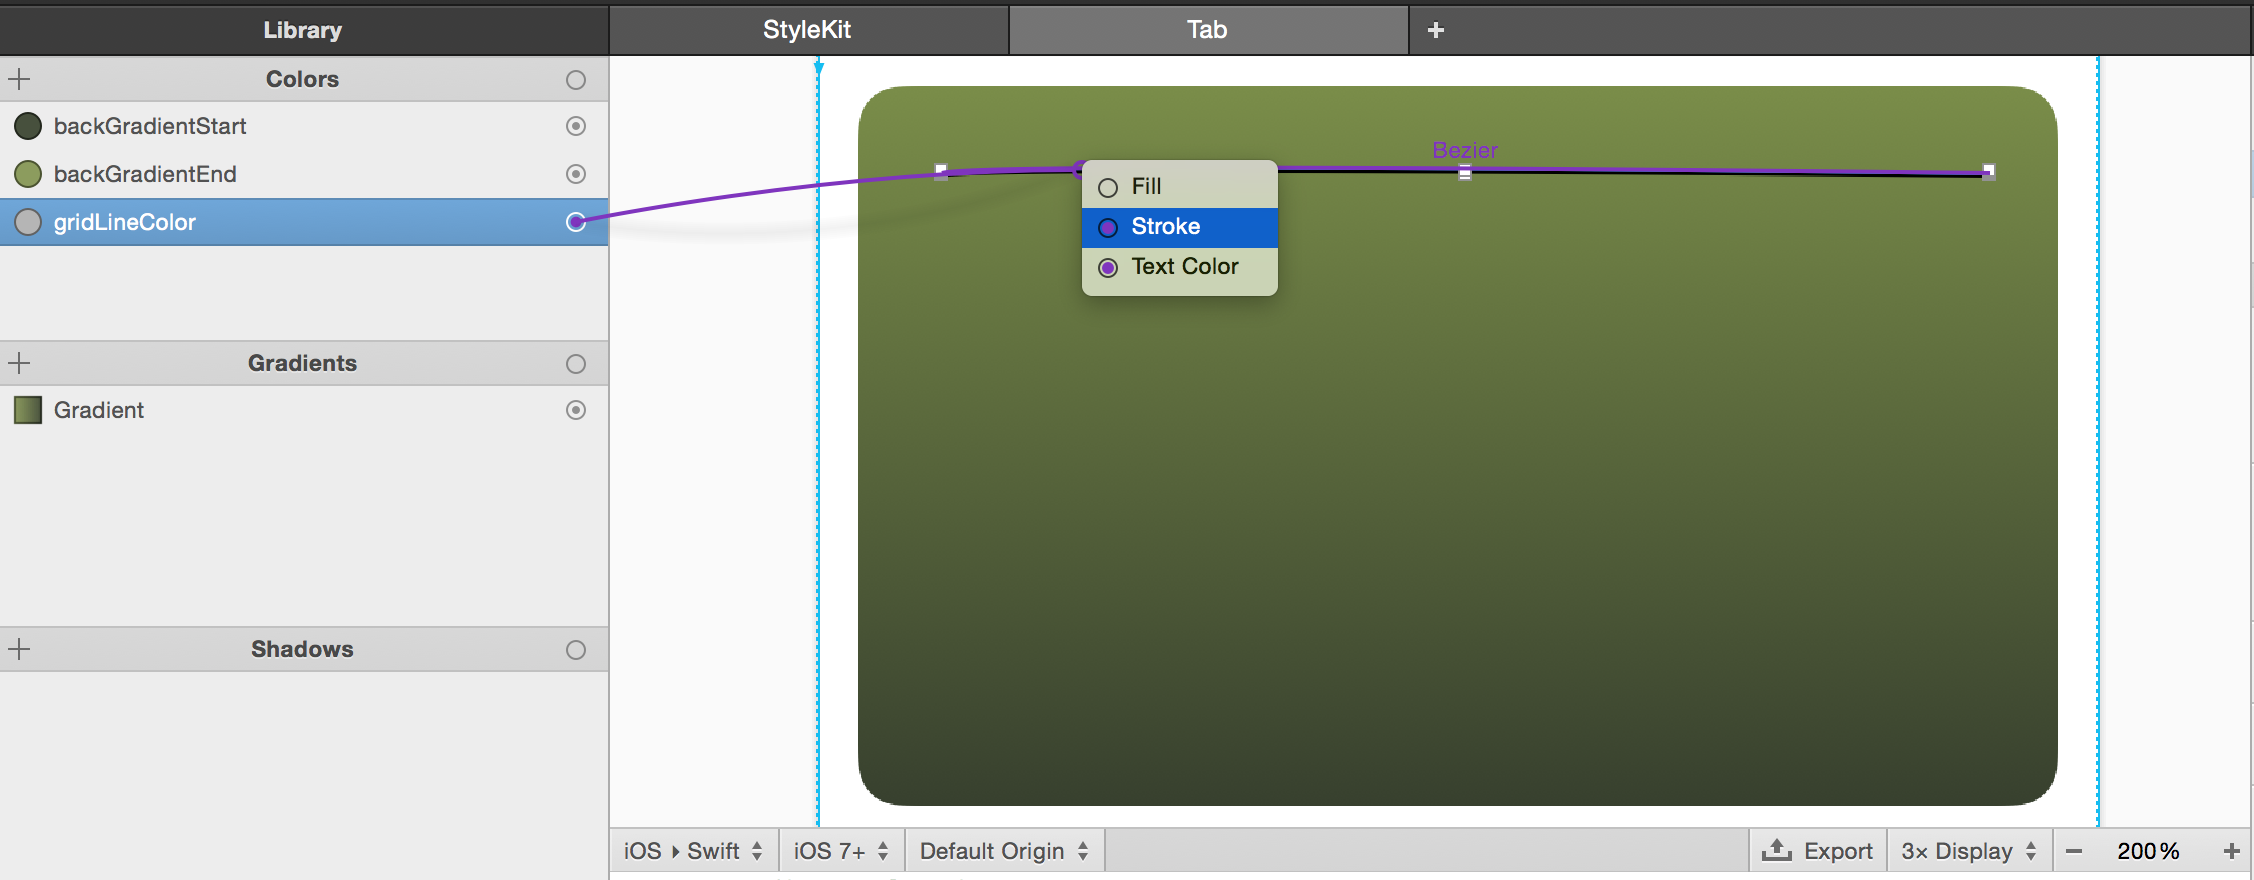 Library
StyleKit
Tab
Colors
backGradientStart
backGradientEnd
gridLineColor
Gradients
Gradient
Shadows
Bezier
Fill
Stroke
Text Color
iOS ▸ Swift
iOS 7+
Default Origin
Export
3× Display
200%